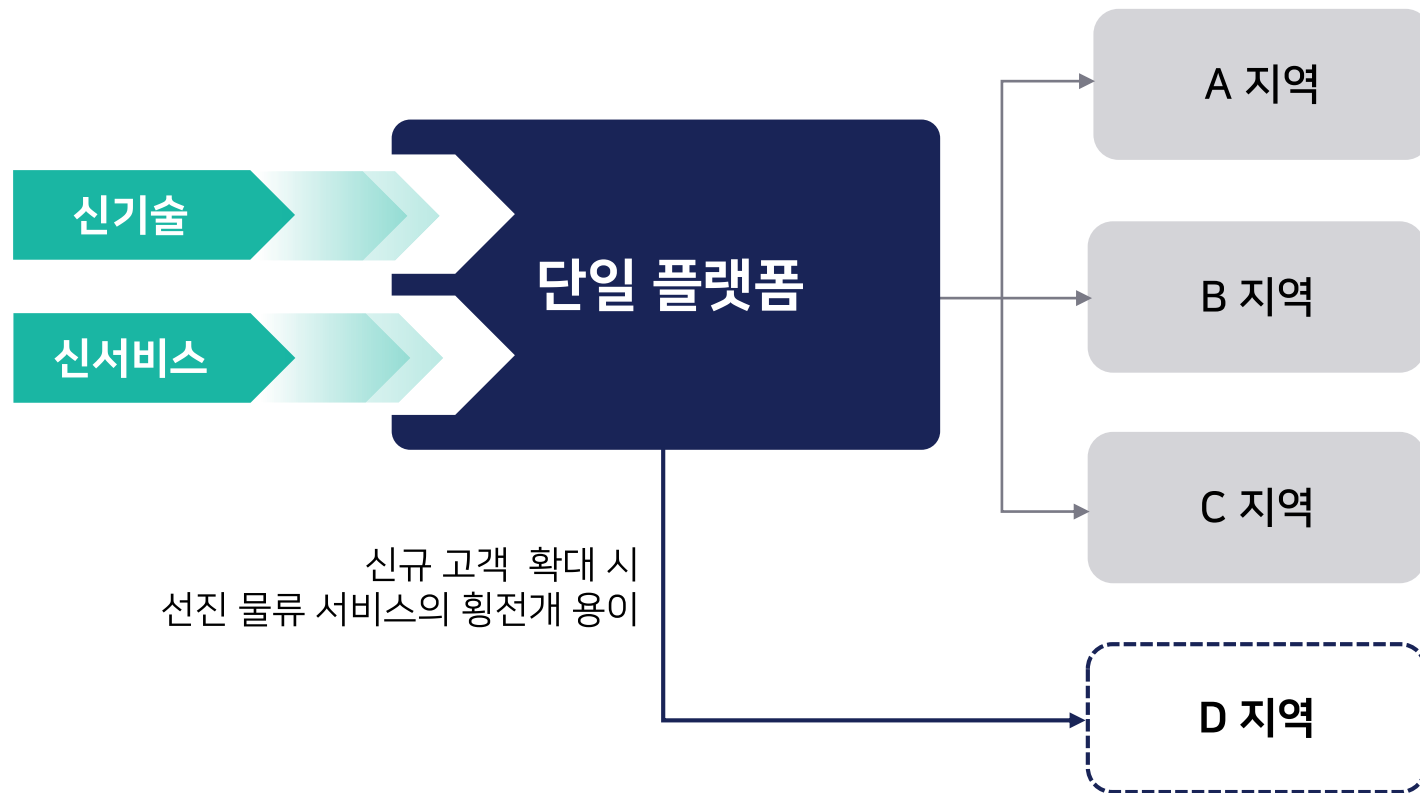 신기술
신서비스
단일 플랫폼
A 지역
B 지역
C 지역
신규 고객  확대 시
선진 물류 서비스의 횡전개 용이
D 지역